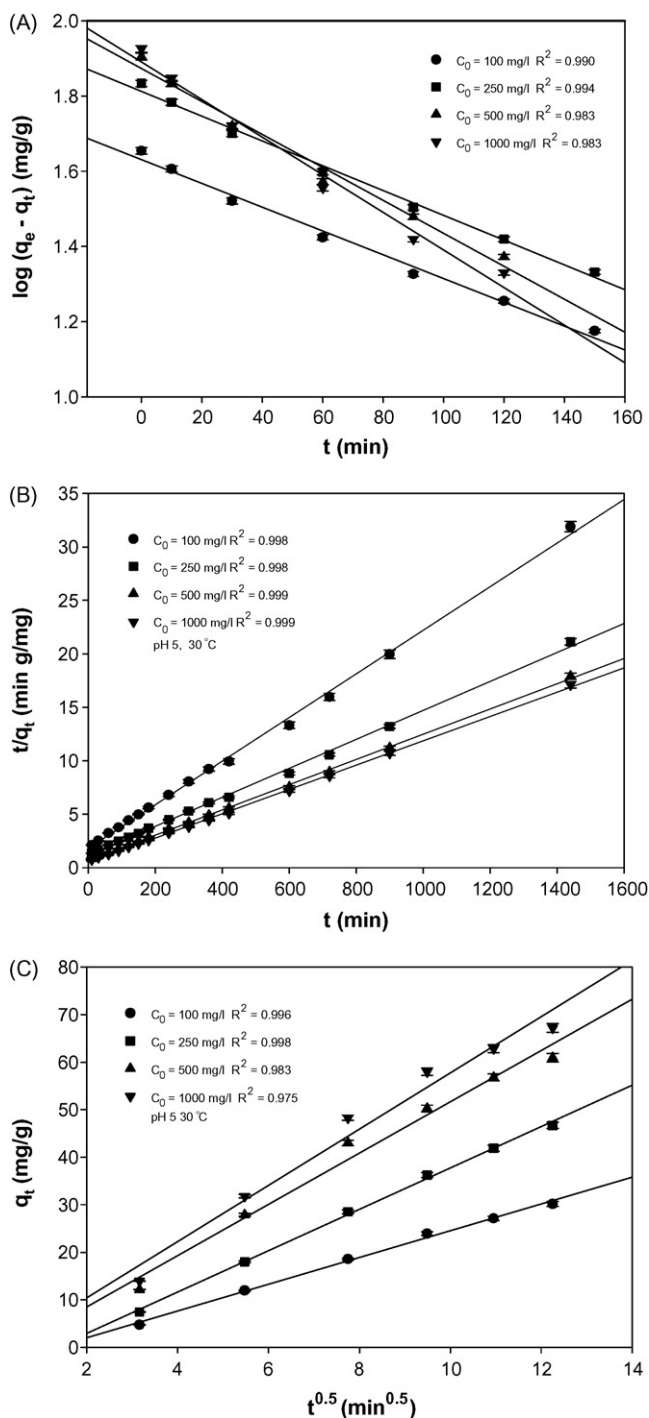 (A)
2.0
1.8
1.6
1.4
1.2
1.0
log (qe - qt) (mg/g)
C0 = 100 mg/l R2 = 0.990
C0 = 250 mg/l R2 = 0.994
C0 = 500 mg/l R2 = 0.983
C0 = 1000 mg/l R2 = 0.983
0 20 40 60 80 100 120 140 160
t (min)
(B)
35
30
25
20
15
10
5
0
t/qt (min g/mg)
C0 = 100 mg/l R2 = 0.998
C0 = 250 mg/l R2 = 0.998
C0 = 500 mg/l R2 = 0.999
C0 = 1000 mg/l R2 = 0.999
pH 5, 30 °C
0 200 400 600 800 1000 1200 1400 1600
t (min)
(C)
80
70
60
50
40
30
20
10
0
qt (mg/g)
C0 = 100 mg/l R2 = 0.996
C0 = 250 mg/l R2 = 0.998
C0 = 500 mg/l R2 = 0.983
C0 = 1000 mg/l R2 = 0.975
pH 5 30 °C
2 4 6 8 10 12 14
t0.5 (min0.5)